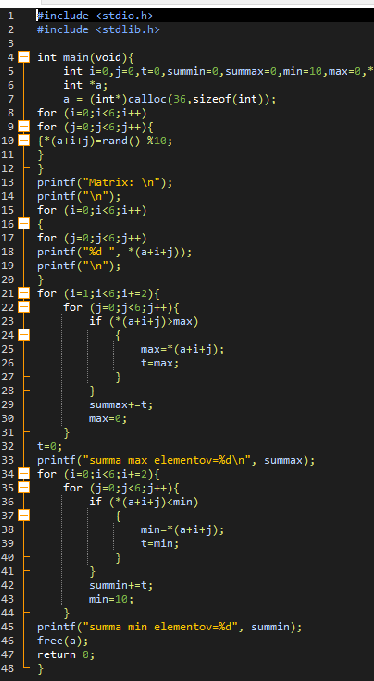 1 #include <stdio.h>
2 #include <stdlib.h>
3
4 int main(void){
5 int i=0,j=0,t=0,summin=0,summax=0,min=10,max=0,*
6 int *a;
7 a = (int*)calloc(36,sizeof(int));
8 for (i=0;i<6;i++)
9 for (j=0;j<6;j++){
10 {*(a+i+j)=rand() %10;
11 }
12 }
13 printf("Matrix: \n");
14 printf("\n");
15 for (i=0;i<6;i++)
16 {
17 for (j=0;j<6;j++)
18 printf("%d ", *(a+i+j));
19 printf("\n");
20 }
21 for (i=1;i<6;i+=2){
22 for (j=0;j<6;j++){
23 if (*(a+i+j)>max)
24 {
25 max=*(a+i+j);
26 t=max;
27 }
28 }
29 summax+=t;
30 max=0;
31 }
32 t=0;
33 printf("summa max elementov=%d\n", summax);
34 for (i=0;i<6;i+=2){
35 for (j=0;j<6;j++){
36 if (*(a+i+j)<min)
37 {
38 min=*(a+i+j);
39 t=min;
40 }
41 }
42 summin+=t;
43 min=10;
44 }
45 printf("summa min elementov=%d", summin);
46 free(a);
47 return 0;
48 }